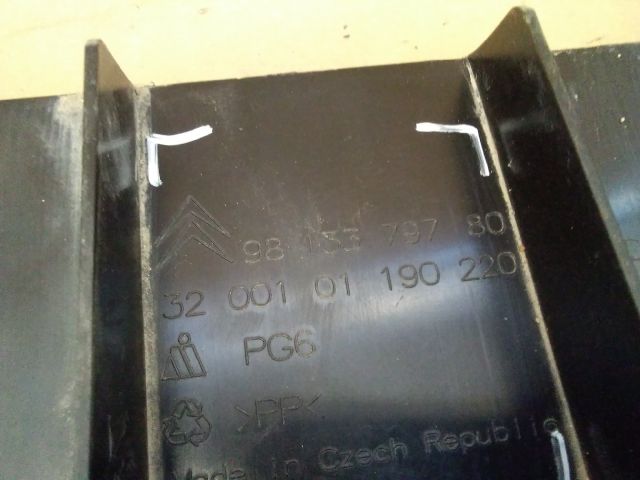 98 133 797 80
32 001 01 190 220
PG6
>PP<
Made in Czech Republic